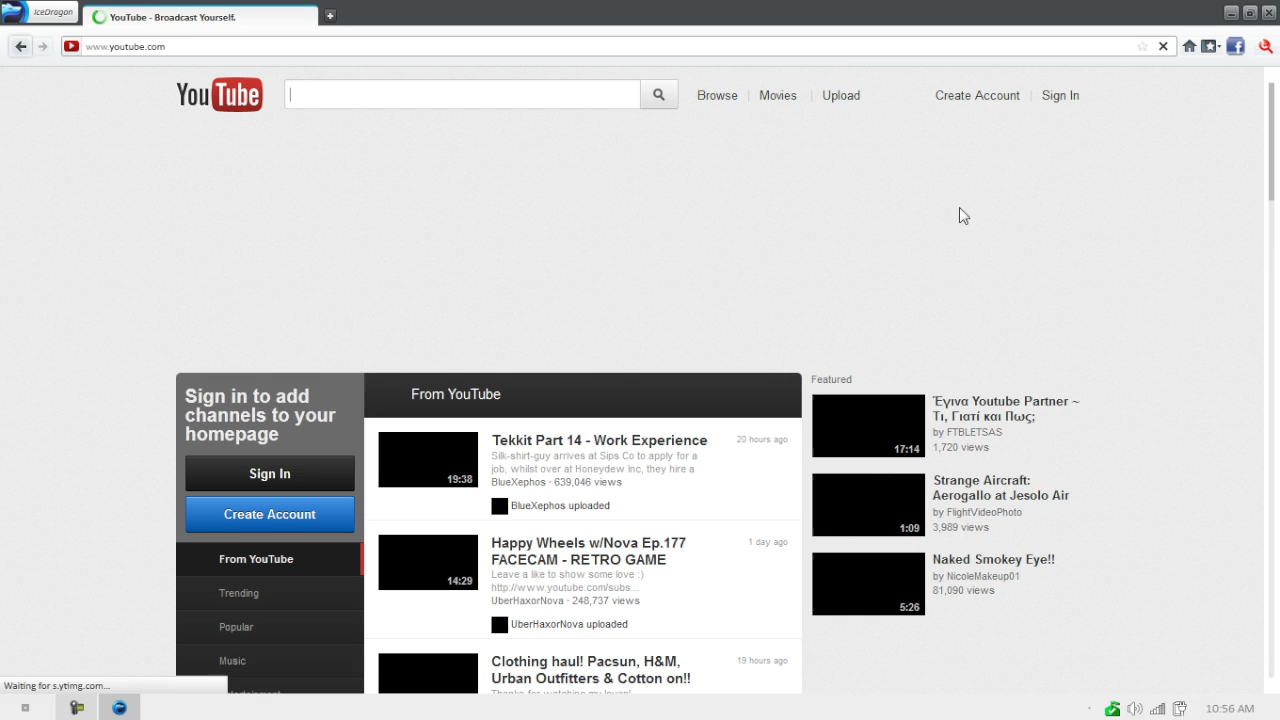 IceDragon
YouTube - Broadcast Yourself.
www.youtube.com
YouTube
Browse
Movies
Upload
Create Account
Sign In
Sign in to add
channels to your
homepage
Sign In
Create Account
From YouTube
Trending
Popular
Music
From YouTube
Tekkit Part 14 - Work Experience
20 hours ago
Silk-shirt-guy arrives at Sips Co to apply for a
job, whilst over at Honeydew Inc, they hire a
BlueXephos · 639,046 views
19:38
BlueXephos uploaded
Happy Wheels w/Nova Ep.177
FACECAM - RETRO GAME
1 day ago
Leave a like to show some love :)
http://www.youtube.com/subs...
UberHaxorNova · 248,737 views
14:29
UberHaxorNova uploaded
Clothing haul! Pacsun, H&M,
Urban Outfitters & Cotton on!!
19 hours ago
Featured
Έγινα Youtube Partner ~
Τι, Γιατί και Πως;
by FTBLETSAS
1,720 views
17:14
Strange Aircraft:
Aerogallo at Jesolo Air
by FlightVideoPhoto
3,989 views
1:09
Naked Smokey Eye!!
by NicoleMakeup01
81,090 views
5:26
Waiting for s.ytimg.com...
10:56 AM